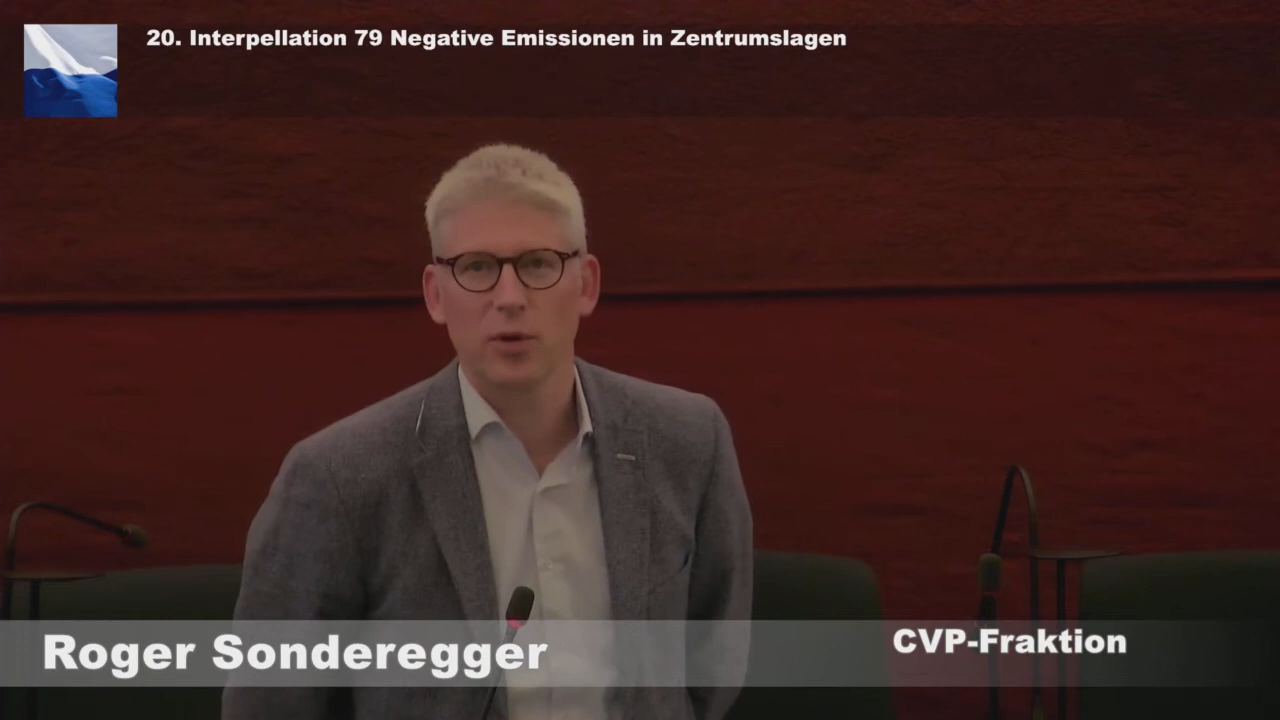 20. Interpellation 79 Negative Emissionen in Zentrumslagen
Roger Sonderegger
CVP-Fraktion